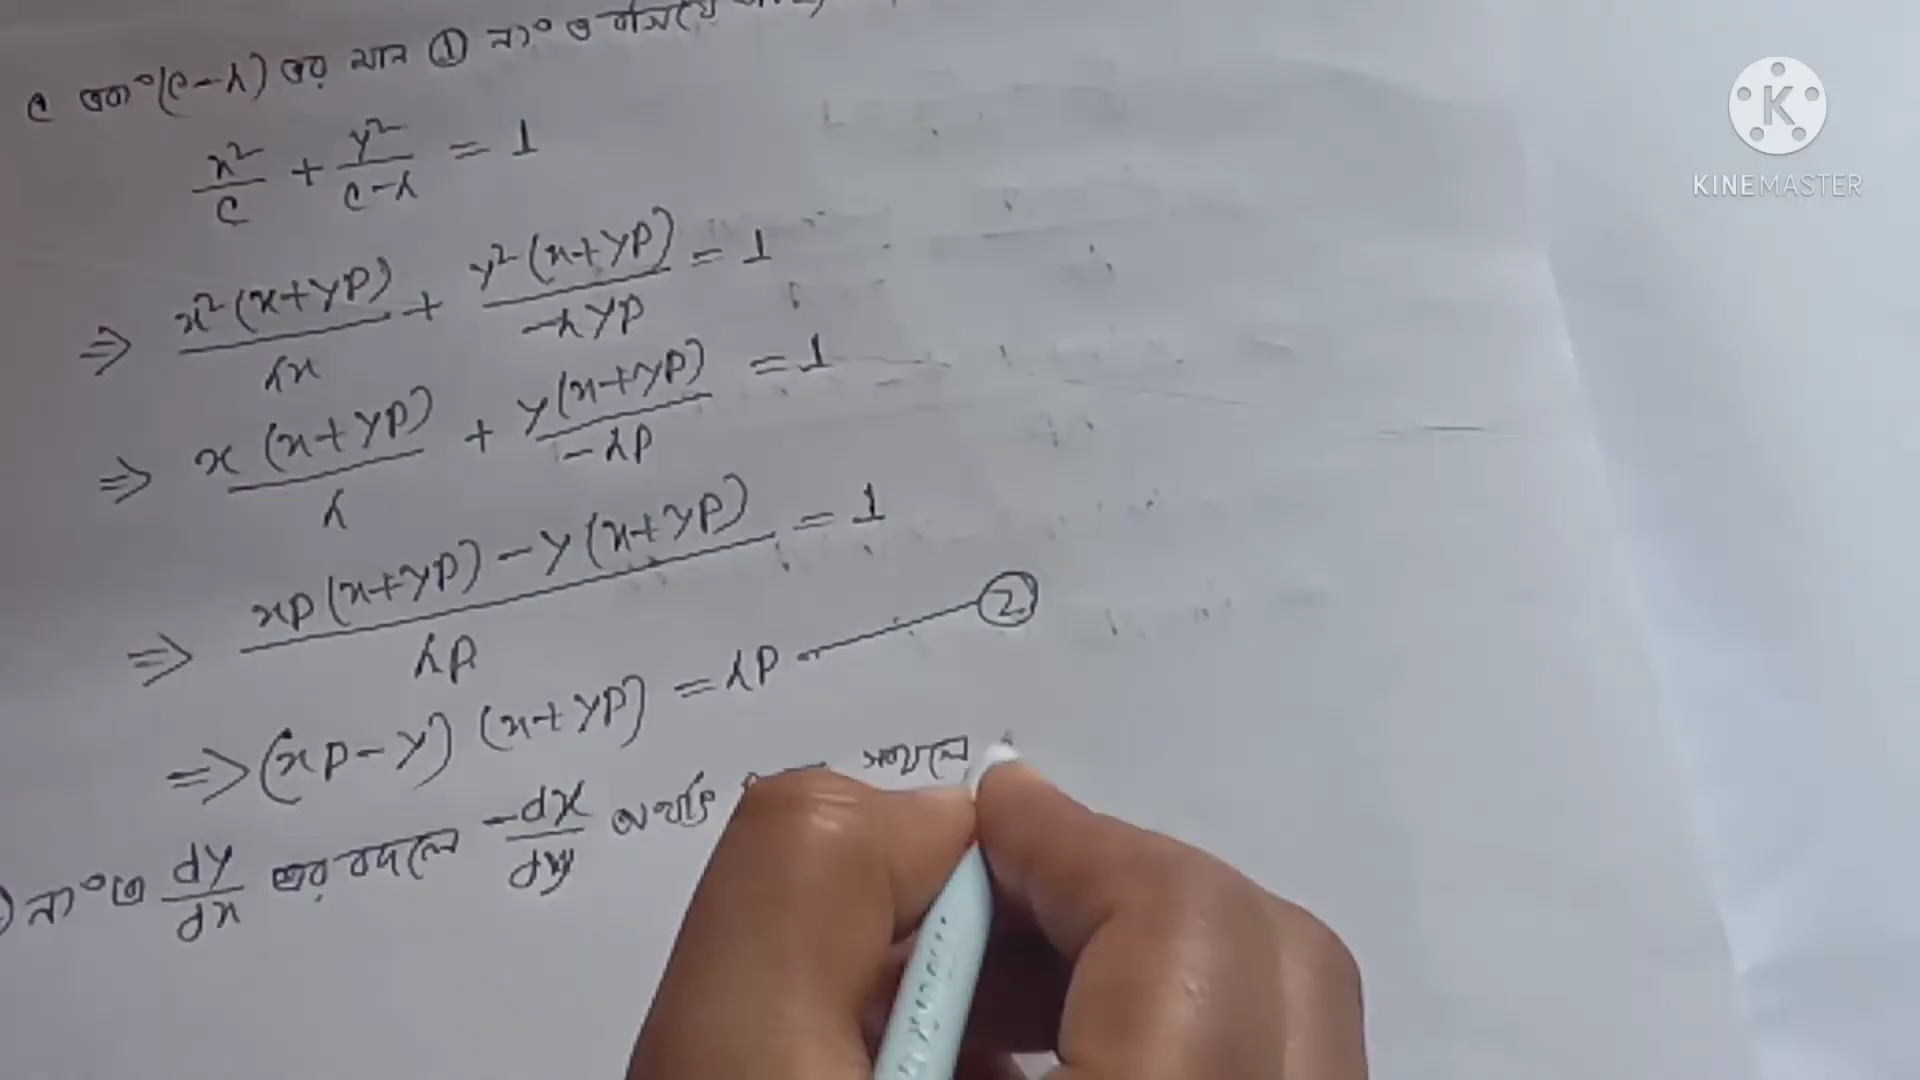 c এবং (c-λ) এর মান ① নং এ বসিয়ে
x²/c + y²/(c-λ) = 1
⇒ x²(x+yp)/λx + y²(x+yp)/-λyp = 1
⇒ x(x+yp)/λ + y(x+yp)/-λp = 1
⇒ (xp(x+yp) - y(x+yp))/λp = 1
⇒ (xp-y)(x+yp) = λp — ②
নং এ dy/dx এর বদলে -dx/dy অর্থাৎ
KINEMASTER